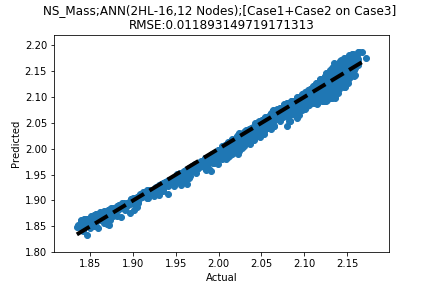 NS_Mass;ANN(2HL-16,12 Nodes);[Case1+Case2 on Case3]
RMSE:0.011893149719171313
2.20
2.15
2.10
2.05
2.00
1.95
1.90
1.85
1.80
Predicted
1.85 1.90 1.95 2.00 2.05 2.10 2.15
Actual